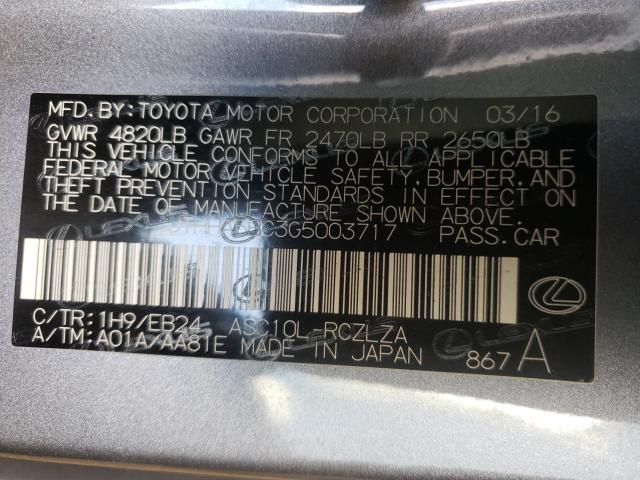 MFD. BY: TOYOTA MOTOR CORPORATION 03/16
GVWR 4820LB GAWR FR 2470LB RR 2650LB
THIS VEHICLE CONFORMS TO ALL APPLICABLE
FEDERAL MOTOR VEHICLE SAFETY, BUMPER, AND
THEFT PREVENTION STANDARDS IN EFFECT ON
THE DATE OF MANUFACTURE SHOWN ABOVE.
PASS. CAR
C/TR: 1H9/EB24 ASC10L-RCZLZA
A/TM: A01A/AA81E MADE IN JAPAN 867 A